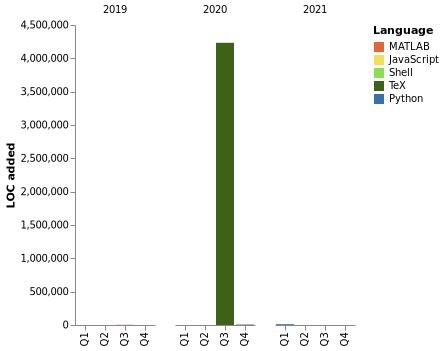 2019 2020 2021
4,500,000
4,000,000
3,500,000
3,000,000
2,500,000
2,000,000
1,500,000
1,000,000
500,000
0
LOC added
Q1 Q2 Q3 Q4 Q1 Q2 Q3 Q4 Q1 Q2 Q3 Q4
Language
MATLAB
JavaScript
Shell
TeX
Python